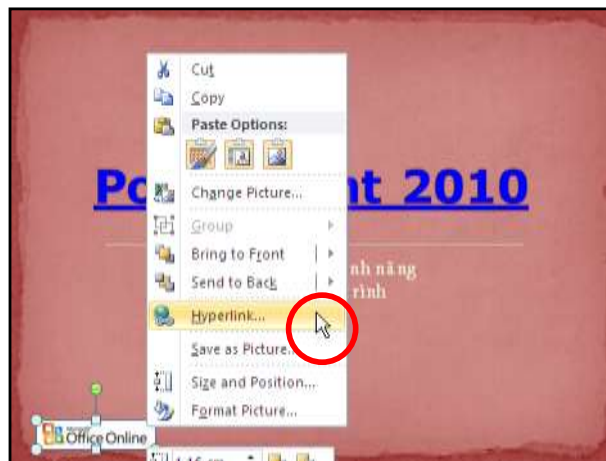 Cut
Copy
Paste Options:
Change Picture...
Po nt 2010
Group
Bring to Front
nh năng
Send to Back
rình
Hyperlink...
Save as Picture...
Size and Position...
Format Picture...
Office Online